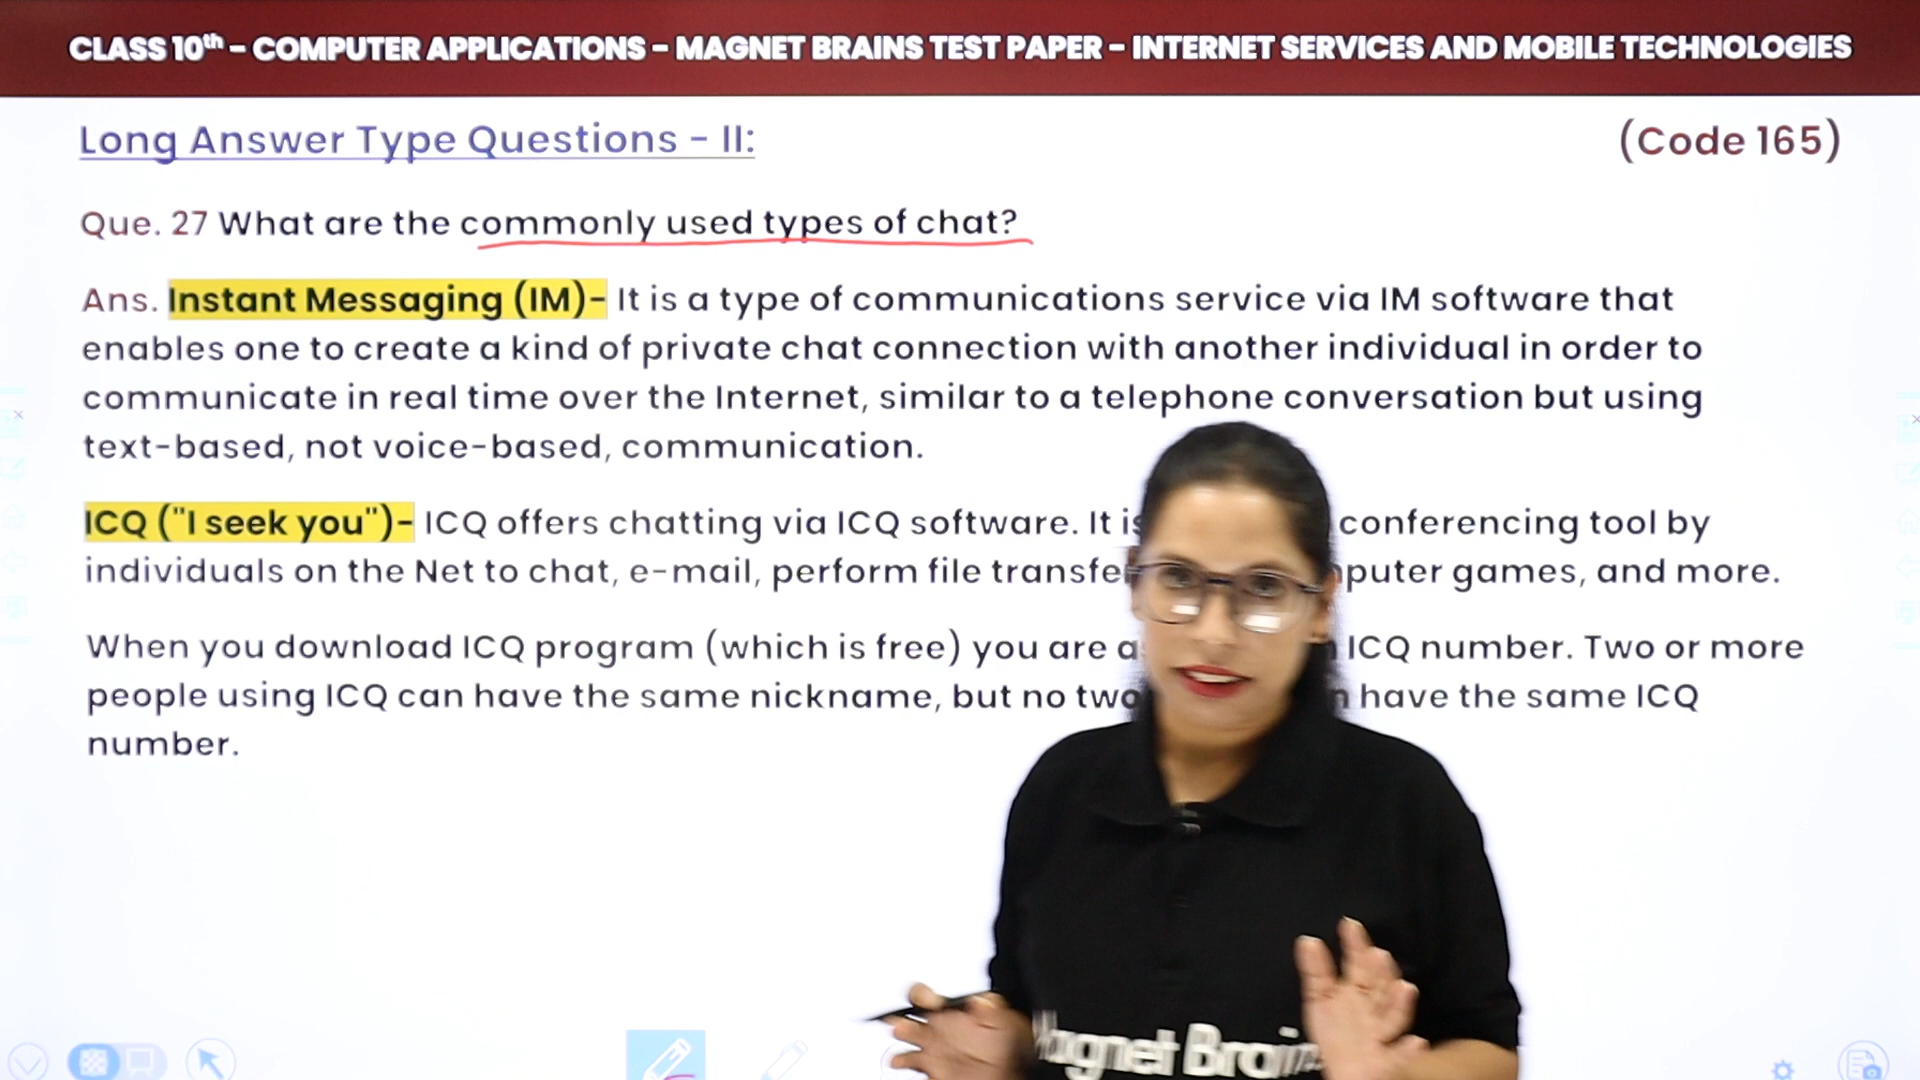 CLASS 10th - COMPUTER APPLICATIONS - MAGNET BRAINS TEST PAPER - INTERNET SERVICES AND MOBILE TECHNOLOGIES
Long Answer Type Questions - II:
(Code 165)
Que. 27 What are the commonly used types of chat?
Ans. Instant Messaging (IM)- It is a type of communications service via IM software that
enables one to create a kind of private chat connection with another individual in order to
communicate in real time over the Internet, similar to a telephone conversation but using
text-based, not voice-based, communication.
ICQ ("I seek you")- ICQ offers chatting via ICQ software. It is conferencing tool by
individuals on the Net to chat, e-mail, perform file transfe puter games, and more.
When you download ICQ program (which is free) you are ICQ number. Two or more
people using ICQ can have the same nickname, but no two have the same ICQ
number.
Magnet Brains